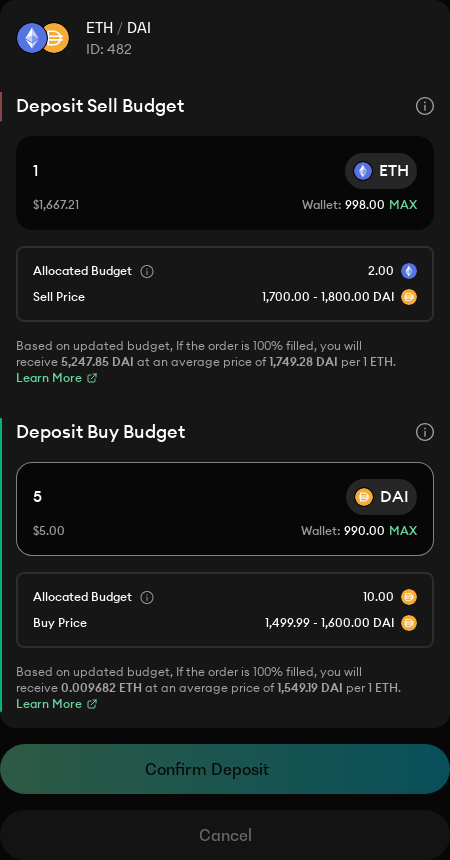 ETH / DAI
ID: 482
Deposit Sell Budget
1
ETH
$1,667.21
Wallet: 998.00 MAX
Allocated Budget
2.00
Sell Price
1,700.00 - 1,800.00 DAI
Based on updated budget, If the order is 100% filled, you will
receive 5,247.85 DAI at an average price of 1,749.28 DAI per 1 ETH.
Learn More
Deposit Buy Budget
5
DAI
$5.00
Wallet: 990.00 MAX
Allocated Budget
10.00
Buy Price
1,499.99 - 1,600.00 DAI
Based on updated budget, If the order is 100% filled, you will
receive 0.009682 ETH at an average price of 1,549.19 DAI per 1 ETH.
Learn More
Confirm Deposit
Cancel